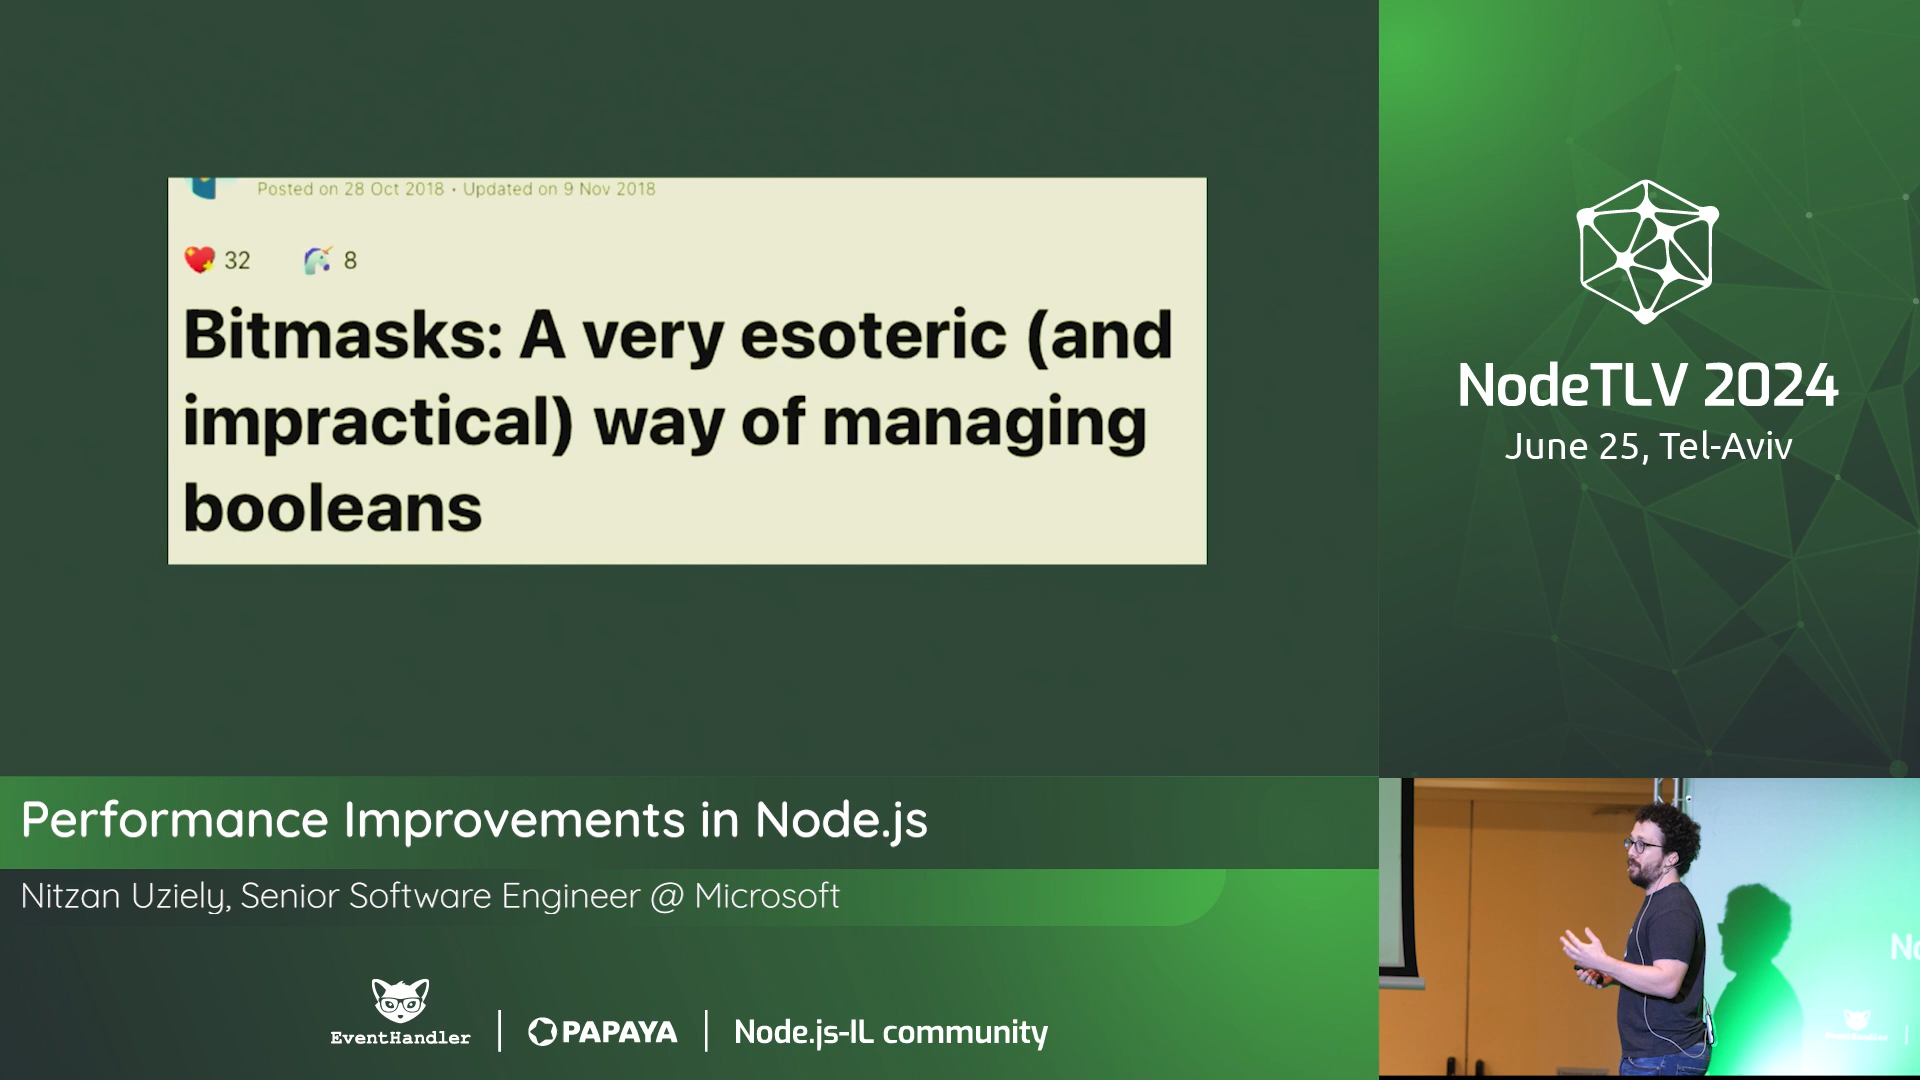 Posted on 28 Oct 2018 • Updated on 9 Nov 2018
32 8
Bitmasks: A very esoteric (and
impractical) way of managing
booleans
NodeTLV 2024
June 25, Tel-Aviv
Performance Improvements in Node.js
Nitzan Uziely, Senior Software Engineer @ Microsoft
EventHandler
PAPAYA
Node.js-IL community